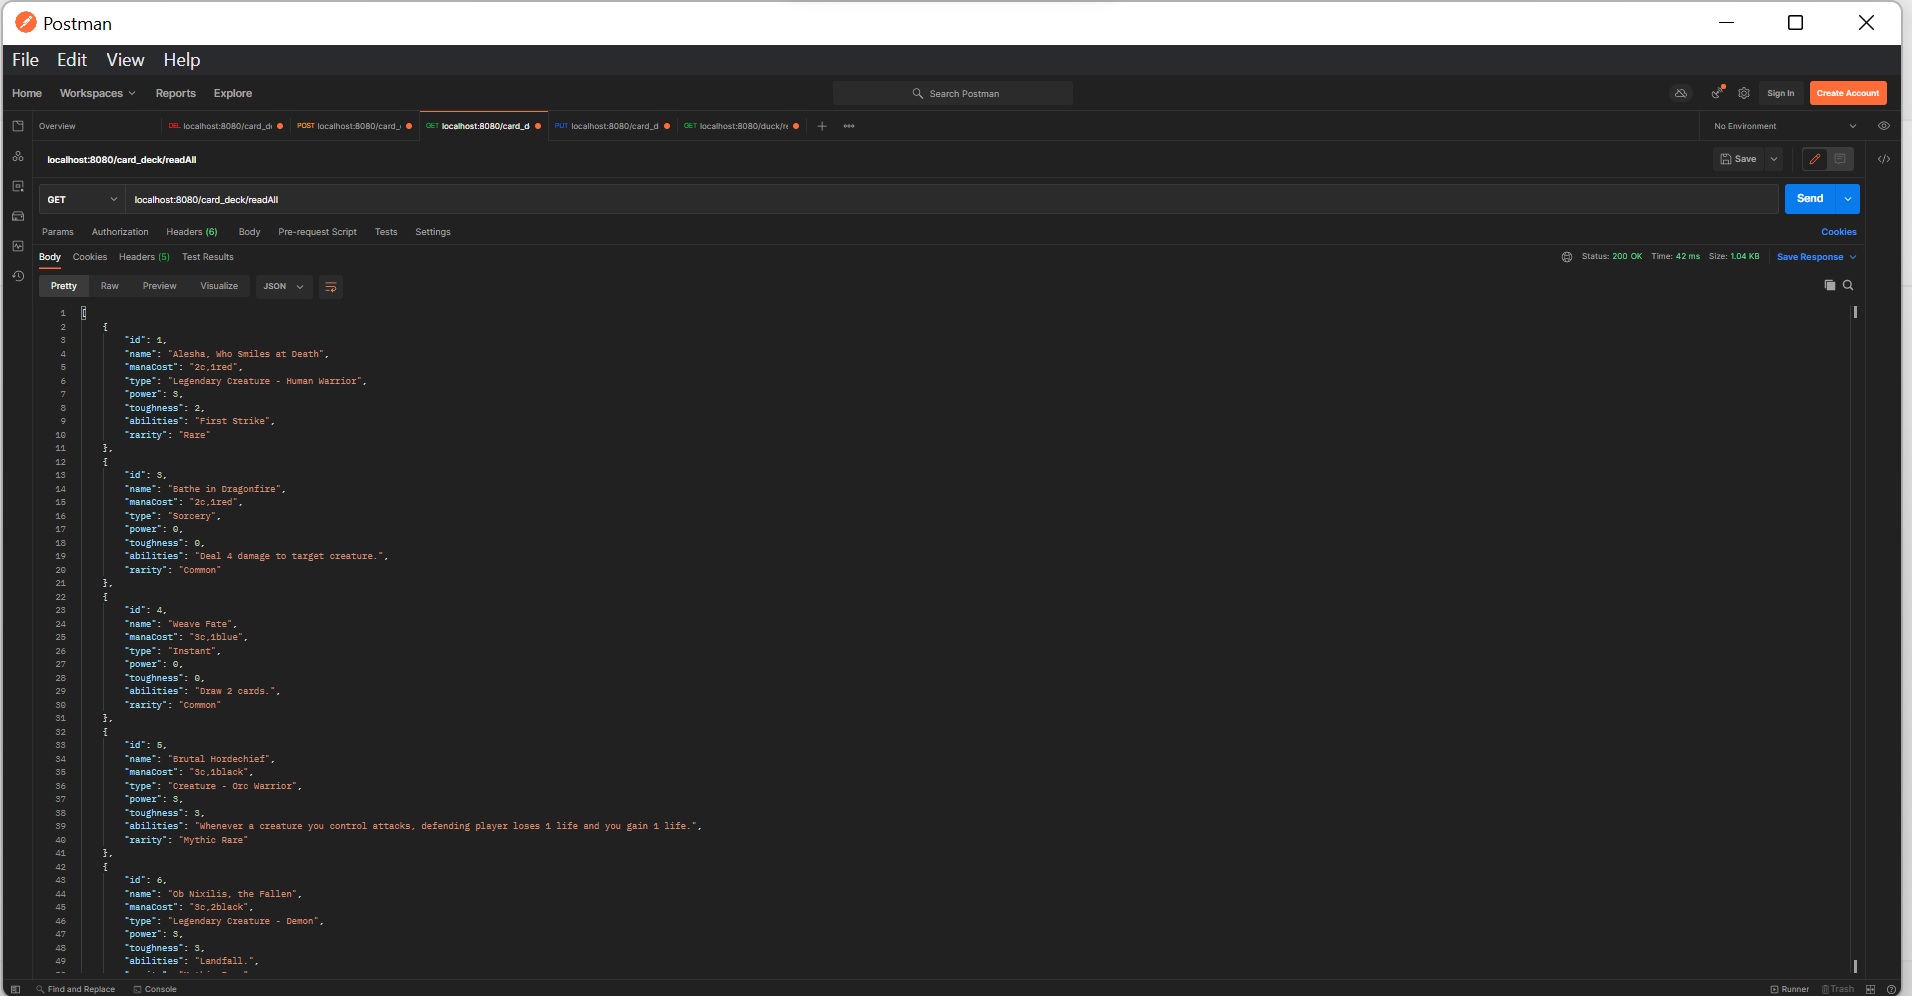 Postman
File Edit View Help
Home Workspaces Reports Explore Search Postman Sign In Create Account
Overview DEL localhost:8080/card_d POST localhost:8080/card_ GET localhost:8080/card_d PUT localhost:8080/card_d GET localhost:8080/duck/r No Environment
localhost:8080/card_deck/readAll Save
GET localhost:8080/card_deck/readAll Send
Params Authorization Headers (6) Body Pre-request Script Tests Settings Cookies
Body Cookies Headers (5) Test Results Status: 200 OK Time: 42 ms Size: 1.04 KB Save Response
Pretty Raw Preview Visualize JSON
1 [
2 {
3 "id": 1,
4 "name": "Alesha, Who Smiles at Death",
5 "manaCost": "2c,1red",
6 "type": "Legendary Creature - Human Warrior",
7 "power": 3,
8 "toughness": 2,
9 "abilities": "First Strike",
10 "rarity": "Rare"
11 },
12 {
13 "id": 3,
14 "name": "Bathe in Dragonfire",
15 "manaCost": "2c,1red",
16 "type": "Sorcery",
17 "power": 0,
18 "toughness": 0,
19 "abilities": "Deal 4 damage to target creature.",
20 "rarity": "Common"
21 },
22 {
23 "id": 4,
24 "name": "Weave Fate",
25 "manaCost": "3c,1blue",
26 "type": "Instant",
27 "power": 0,
28 "toughness": 0,
29 "abilities": "Draw 2 cards.",
30 "rarity": "Common"
31 },
32 {
33 "id": 5,
34 "name": "Brutal Hordechief",
35 "manaCost": "3c,1black",
36 "type": "Creature - Orc Warrior",
37 "power": 3,
38 "toughness": 3,
39 "abilities": "Whenever a creature you control attacks, defending player loses 1 life and you gain 1 life.",
40 "rarity": "Mythic Rare"
41 },
42 {
43 "id": 6,
44 "name": "Ob Nixilis, the Fallen",
45 "manaCost": "3c,2black",
46 "type": "Legendary Creature - Demon",
47 "power": 3,
48 "toughness": 3,
49 "abilities": "Landfall.",
Find and Replace Console Runner Trash